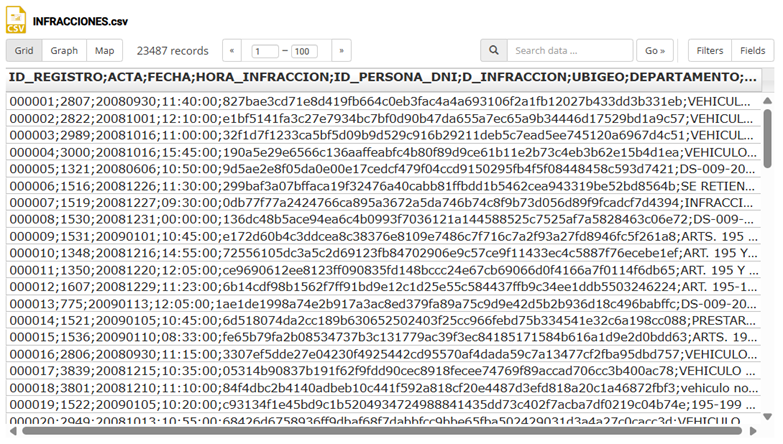 CSV
INFRACCIONES.csv
Grid Graph Map 23487 records « 1 – 100 » Search data ... Go » Filters Fields
ID_REGISTRO;ACTA;FECHA;HORA_INFRACCION;ID_PERSONA_DNI;D_INFRACCION;UBIGEO;DEPARTAMENTO;...
000001;2807;20080930;11:40:00;827bae3cd71e8d419fb664c0eb3fac4a4a693106f2a1fb12027b433dd3b331eb;VEHICUL...
000002;2822;20081001;12:10:00;e1bf5141fa3c27e7934bc7bf0d90b47da655a7ec65a9b34446d17529bd1a9c57;VEHICUL...
000003;2989;20081016;11:00:00;32f1d7f1233ca5bf5d09b9d529c916b29211deb5c7ead5ee745120a6967d4c51;VEHICUL...
000004;3000;20081016;15:45:00;190a5e29e6566c136aaffeabfc4b80f89d9ce61b11e2b73c4eb3b62e15b4d1ea;VEHICULO...
000005;1321;20080606;10:50:00;9d5ae2e8f05da0e00e17cedcf479f04ccd9150295fb4f5f08448458c593d7421;DS-009-20...
000006;1516;20081226;11:30:00;299baf3a07bffaca19f32476a40cabb81ffbdd1b5462cea943319be52bd8564b;SE RETIEN...
000007;1519;20081227;09:30:00;0db77f77a2424766ca895a3672a5da746b74c8f9b73d056d89f9fcadcf7d4394;INFRACCI...
000008;1530;20081231;00:00:00;136dc48b5ace94ea6c4b0993f7036121a144588525c7525af7a5828463c06e72;DS-009-...
000009;1531;20090101;10:45:00;e172d60b4c3ddcea8c38376e8109e7486c7f716c7a2f93a27fd8946fc5f261a8;ARTS. 195 ...
000010;1348;20081216;14:55:00;72556105dc3a5c2d69123fb84702906e9c57ce9f11433ec4c5887f76ecebe1ef;ARTI. 195 ...
000011;1350;20081220;12:05:00;ce9690612ee8123ff090835fd148bccc24e67cb69066d0f4166a7f0114f6db65;ART. 195 Y ...
000012;1607;20081229;11:23:00;6b14cdf98b1562f7ff91bd9e12c1d25e55c584437ffb9c34ee1ddb5503246224;ART. 195-1...
000013;775;20090113;12:05:00;1ae1de1998a74e2b917a3ac8ed379fa89a75c9d9e42d5b2b936d18c496babffc;DS-009-20...
000014;1521;20090105;10:45:00;6d518074da2cc189b630652502403f25cc966febd75b334541e32c6a198cc088;PRESTAR...
000015;1536;20090110;08:33:00;fe65b79fa2b08534737b3c131779ac39f3ec84185171584b616a1d9e2d0bdd63;ARTS. 19...
000016;2806;20080930;11:15:00;3307ef5dde27e04230f4925442cd95570af4dada59c7a13477cf2fba95dbd757;VEHICULO...
000017;3839;20081215;10:35:00;05314b90837b191f62f9fdd90cec8918fecee74769f89accad706cc3b400ac78;VEHICULO ...
000018;3801;20081210;11:10:00;84f4dbc2b4140adbeb10c441f592a818cf20e4487d3efd818a20c1a46872fbf3;vehiculo no...
000019;1522;20090105;10:20:00;c93134f1e45bd9c1b5204934724988841435dd73c402f7acba7df0219c04b74e;195-199 ...
000020;2949;20081013;10:55:00;68426d6758936ff9dbaf68f7dabbfcc9bbe65fba502429031d3a4a27c0cacc3d;VEHICULO